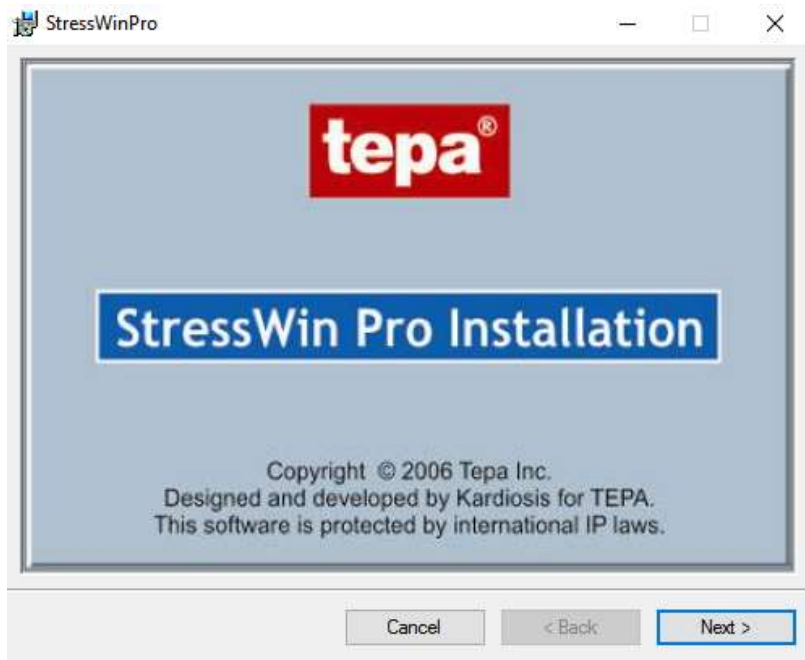 StressWinPro
tepa®
StressWin Pro Installation
Copyright © 2006 Tepa Inc.
Designed and developed by Kardiosis for TEPA.
This software is protected by international IP laws.
Cancel
< Back
Next >